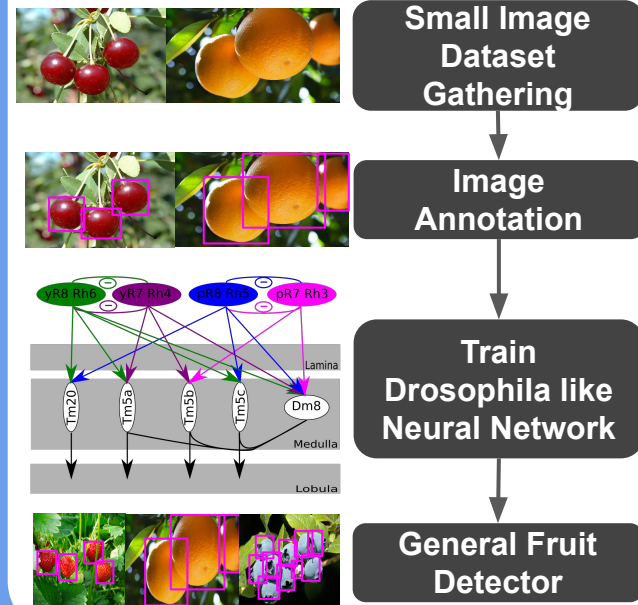 Small Image
Dataset
Gathering
Image
Annotation
yR8 Rh6
yR7 Rh4
pR8 Rh5
pR7 Rh3
Lamina
Tm20
Tm5a
Tm5b
Tm5c
Dm8
Medulla
Lobula
Train
Drosophila like
Neural Network
General Fruit
Detector